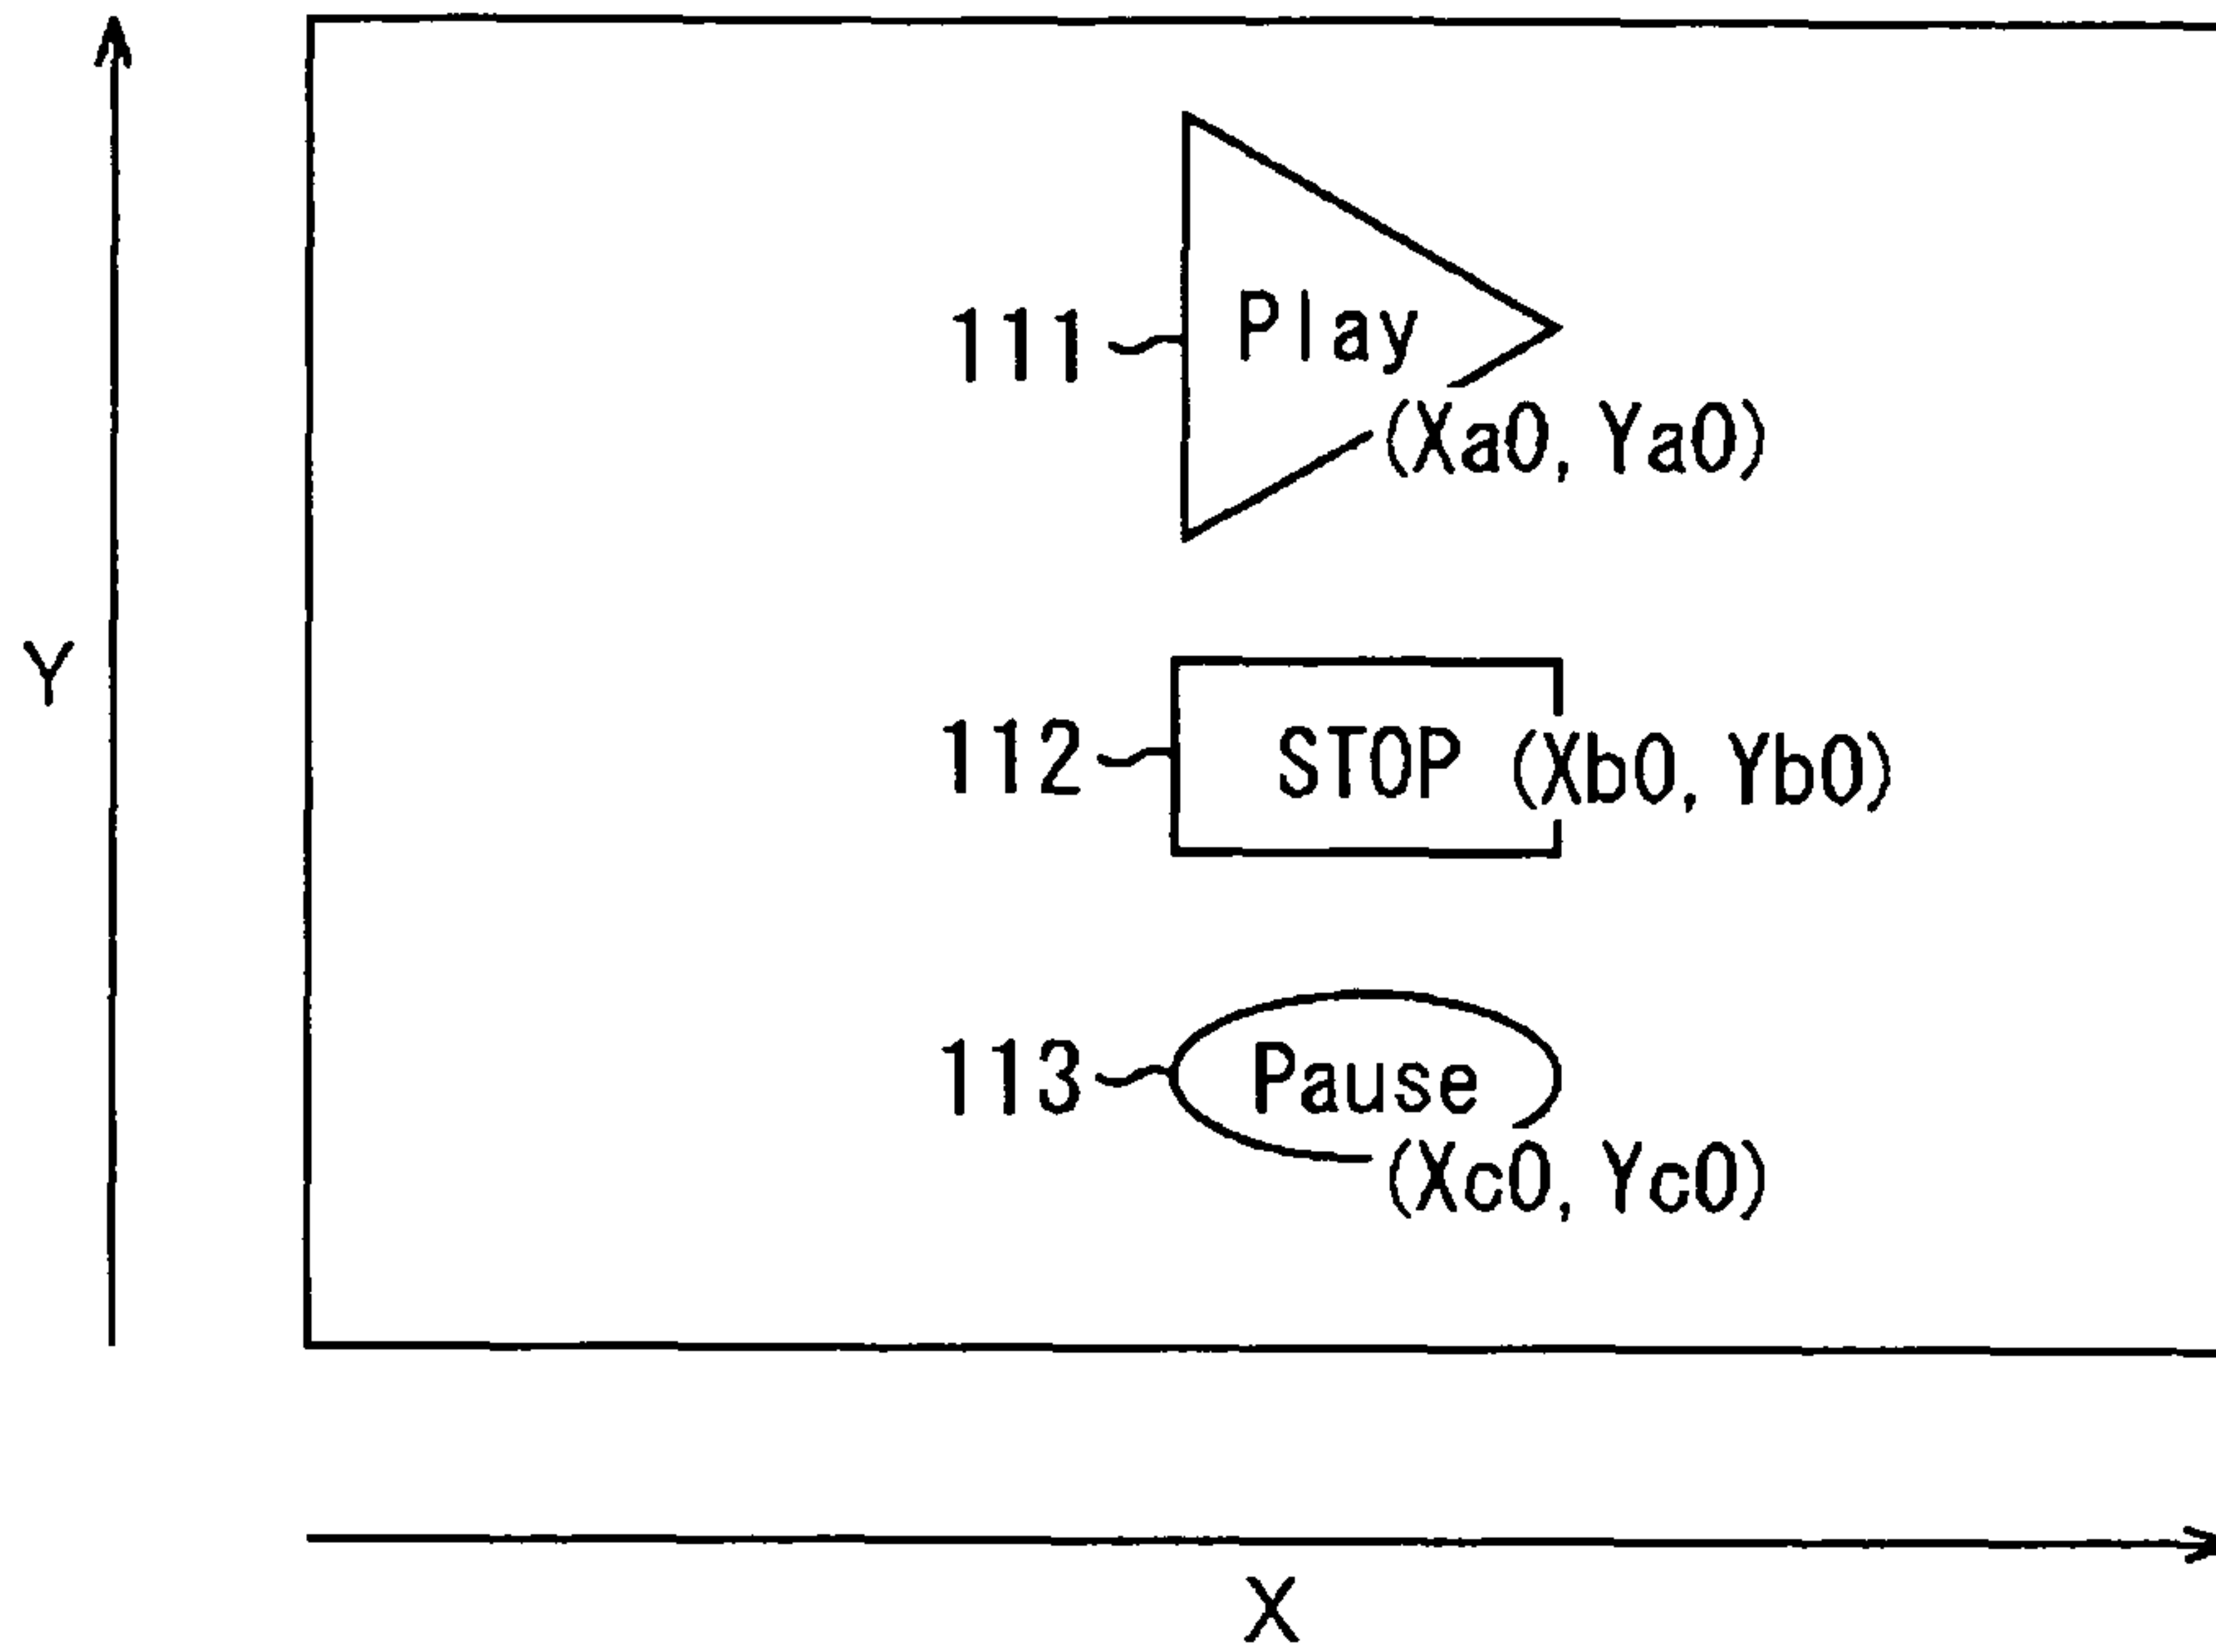 111 Play
(Xa0, Ya0)
Y
112 STOP (Xb0, Yb0)
113 Pause
(Xc0, Yc0)
X